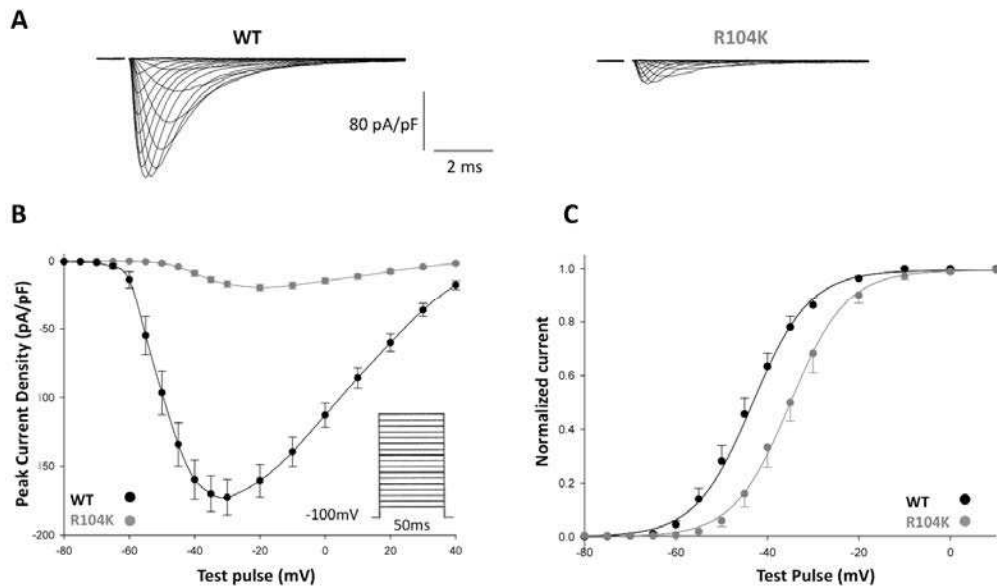 A
WT
R104K
80 pA/pF
2 ms
B
C
Peak Current Density (pA/pF)
0
-50
100-
150-
-200
-80
-60
-40
-20
0
20
40
Test pulse (mV)
WT
R104K
-100mV
50ms
Normalized current
1.0
0.8
0.6
0.4
0.2
0.0
-80
-60
-40
-20
0
Test Pulse (mV)
WT
R104K